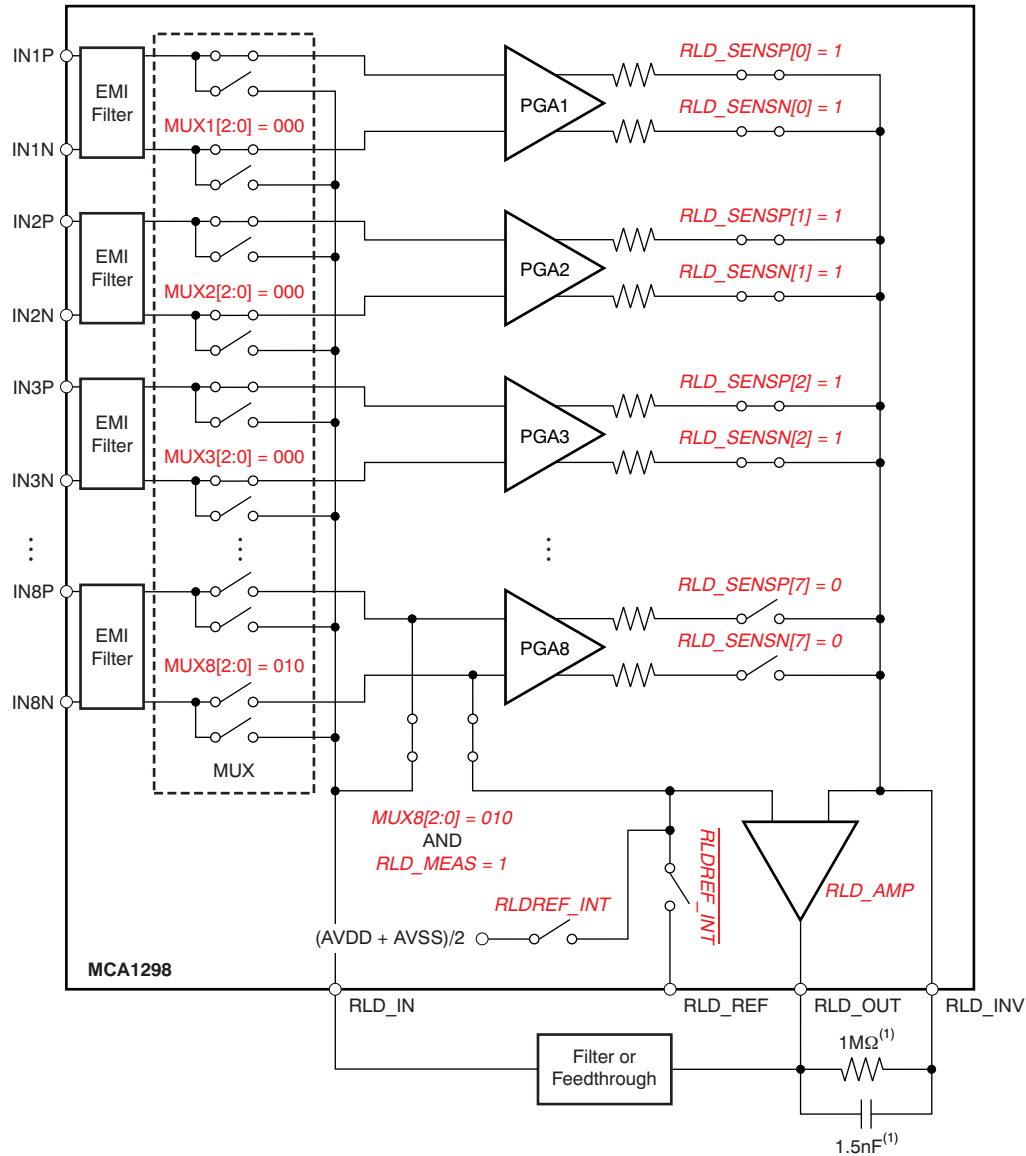 IN1P
EMI
Filter
IN1N
MUX1[2:0] = 000
PGA1
RLD_SENSP[0] = 1
RLD_SENSN[0] = 1
IN2P
EMI
Filter
IN2N
MUX2[2:0] = 000
PGA2
RLD_SENSP[1] = 1
RLD_SENSN[1] = 1
IN3P
EMI
Filter
IN3N
MUX3[2:0] = 000
PGA3
RLD_SENSP[2] = 1
RLD_SENSN[2] = 1
IN8P
EMI
Filter
IN8N
MUX8[2:0] = 010
PGA8
RLD_SENSP[7] = 0
RLD_SENSN[7] = 0
MUX
MUX8[2:0] = 010
AND
RLD_MEAS = 1
RLDREF_INT
(AVDD + AVSS)/2
RLDREF_INT
RLD_AMP
MCA1298
RLD_IN
RLD_REF
RLD_OUT
RLD_INV
Filter or
Feedthrough
1MΩ(1)
1.5nF(1)